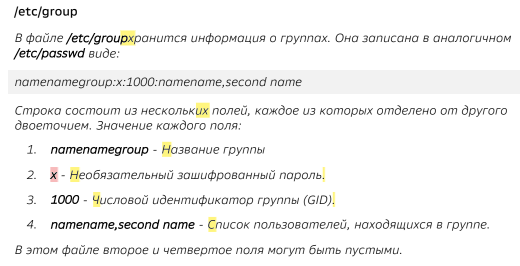 /etc/group
В файле /etc/groupхранится информация о группах. Она записана в аналогичном
/etc/passwd виде:
namenamegroup:x:1000:namename,second name
Строка состоит из нескольких полей, каждое из которых отделено от другого
двоеточием. Значение каждого поля:
1. namenamegroup - Название группы
2. x - Необязательный зашифрованный пароль.
3. 1000 - Числовой идентификатор группы (GID).
4. namename,second name - Список пользователей, находящихся в группе.
В этом файле второе и четвертое поля могут быть пустыми.